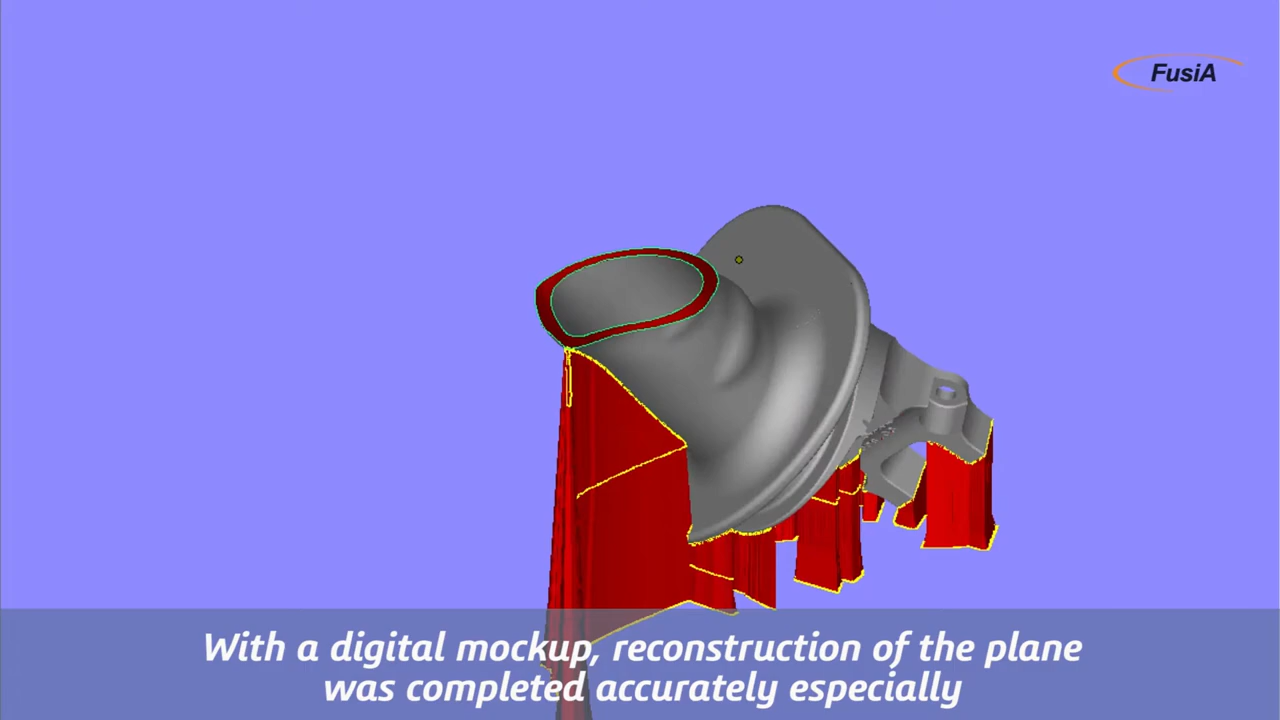 FusiA
With a digital mockup, reconstruction of the plane
was completed accurately especially